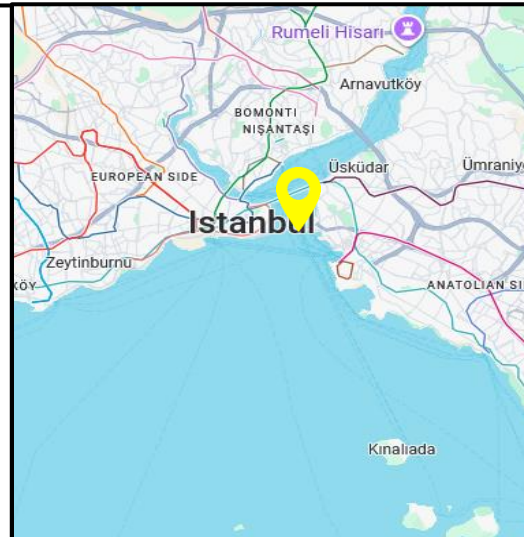 Rumeli Hisarı
Arnavutköy
BOMONTI
NIŞANTAŞI
Üsküdar
Ümraniye
EUROPEAN SIDE
Istanbul
Zeytinburnu
KÖY
ANATOLIAN SI
Kınalıada